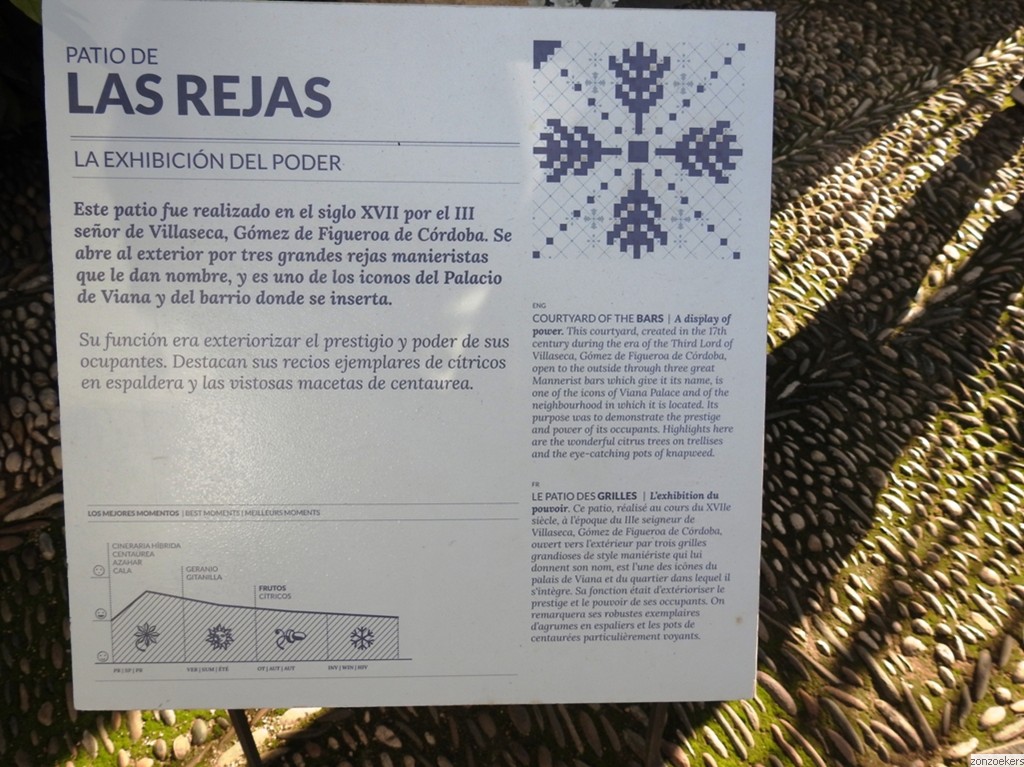 PATIO DE
LAS REJAS
LA EXHIBICIÓN DEL PODER
Este patio fue realizado en el siglo XVII por el III
señor de Villaseca, Gómez de Figueroa de Córdoba. Se
abre al exterior por tres grandes rejas manieristas
que le dan nombre, y es uno de los iconos del Palacio
de Viana y del barrio donde se inserta.
Su función era exteriorizar el prestigio y poder de sus
ocupantes. Destacan sus recios ejemplares de cítricos
en espaldera y las vistosas macetas de centaurea.
LOS MEJORES MOMENTOS | BEST MOMENTS | MEILLEURS MOMENTS
CINERARIA HÍBRIDA
CENTAUREA
AZAHAR
CALA
GERANIO
GITANILLA
FRUTOS
CÍTRICOS
PR | SP | PR
VER | SUM | ÉTÉ
OT | AUT | AUT
INV | WIN | HIV
ENG
COURTYARD OF THE BARS | A display of
power. This courtyard, created in the 17th
century during the era of the Third Lord of
Villaseca, Gómez de Figueroa de Córdoba,
open to the outside through three great
Mannerist bars which give it its name, is
one of the icons of Viana Palace and of the
neighbourhood in which it is located. Its
purpose was to demonstrate the prestige
and power of its occupants. Highlights here
are the wonderful citrus trees on trellises
and the eye-catching pots of knapweed.
FR
LE PATIO DES GRILLES | L'exhibition du
pouvoir. Ce patio, réalisé au cours du XVIIe
siècle, à l'époque du IIIe seigneur de
Villaseca, Gómez de Figueroa de Córdoba,
ouvert vers l'extérieur par trois grilles
grandioses de style maniériste qui lui
donnent son nom, est l'une des icônes du
palais de Viana et du quartier dans lequel il
s'intègre. Sa fonction était d'extérioriser le
prestige et le pouvoir de ses occupants. On
remarquera ses robustes exemplaires
d'agrumes en espaliers et les pots de
centaurées particulièrement voyants.
zonzoekers